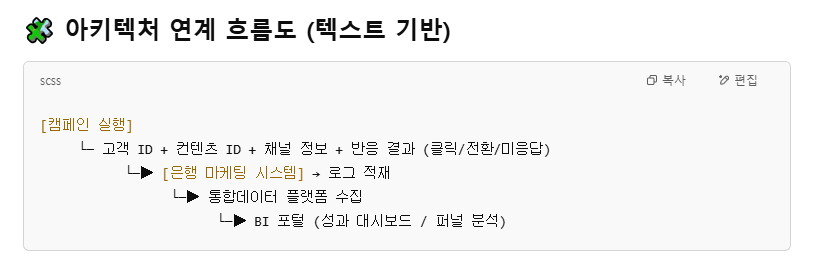 🧩 아키텍처 연계 흐름도 (텍스트 기반)
scss
복사
편집
[캠페인 실행]
└─ 고객 ID + 컨텐츠 ID + 채널 정보 + 반응 결과 (클릭/전환/미응답)
└─▶ [은행 마케팅 시스템] → 로그 적재
└─▶ 통합데이터 플랫폼 수집
└─▶ BI 포털 (성과 대시보드 / 퍼널 분석)